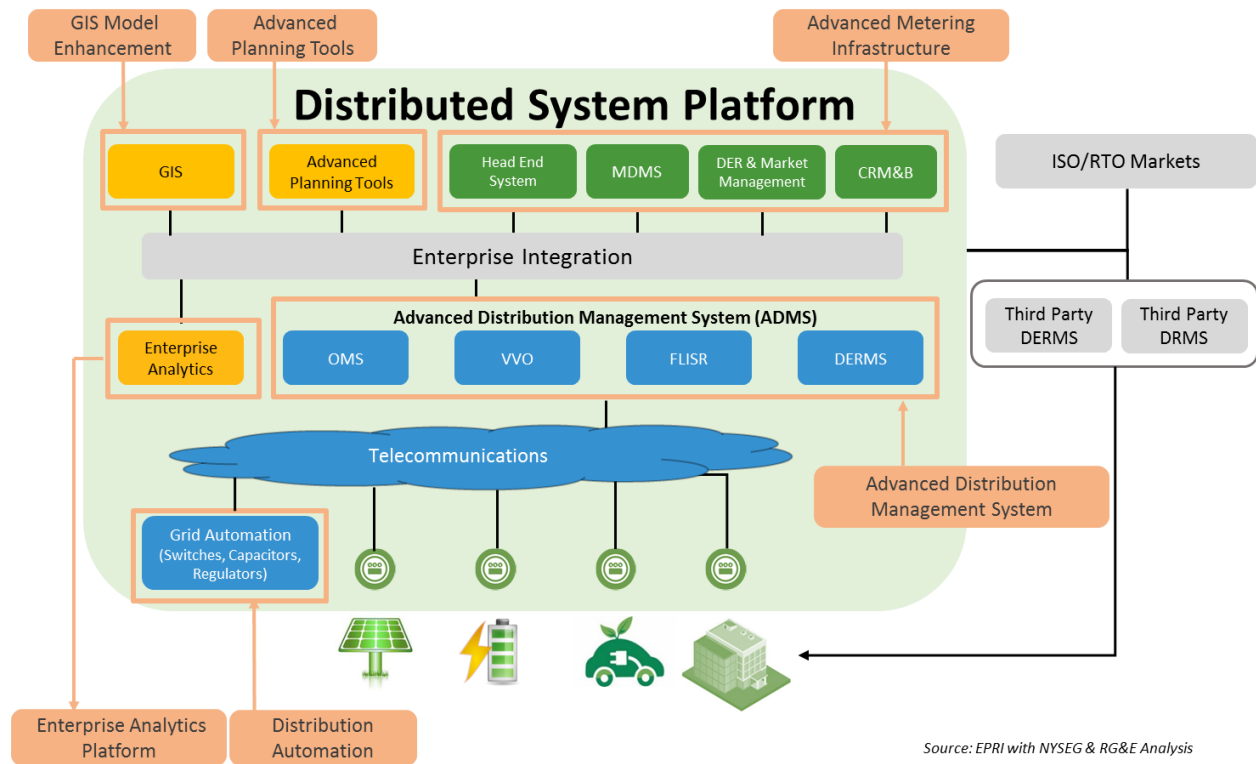 GIS Model
Enhancement
Advanced
Planning Tools
Advanced Metering
Infrastructure
Distributed System Platform
GIS
Advanced
Planning Tools
Head End
System
MDMS
DER & Market
Management
CRM&B
ISO/RTO Markets
Enterprise Integration
Advanced Distribution Management System (ADMS)
Enterprise
Analytics
OMS
VVO
FLISR
DERMS
Third Party
DERMS
Third Party
DRMS
Telecommunications
Advanced Distribution
Management System
Grid Automation
(Switches, Capacitors,
Regulators)
Enterprise Analytics
Platform
Distribution
Automation
Source: EPRI with NYSEG & RG&E Analysis